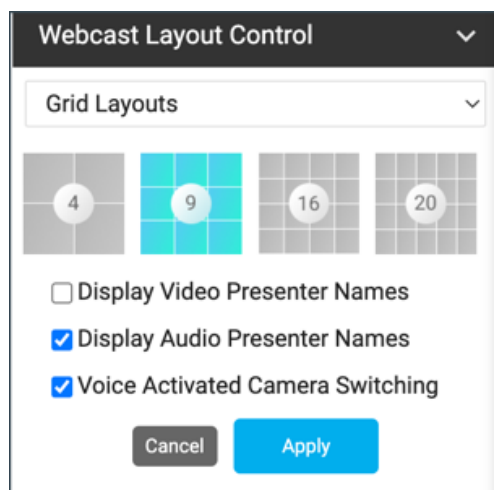 Webcast Layout Control
Grid Layouts
4 9 16 20
Display Video Presenter Names
Display Audio Presenter Names
Voice Activated Camera Switching
Cancel Apply